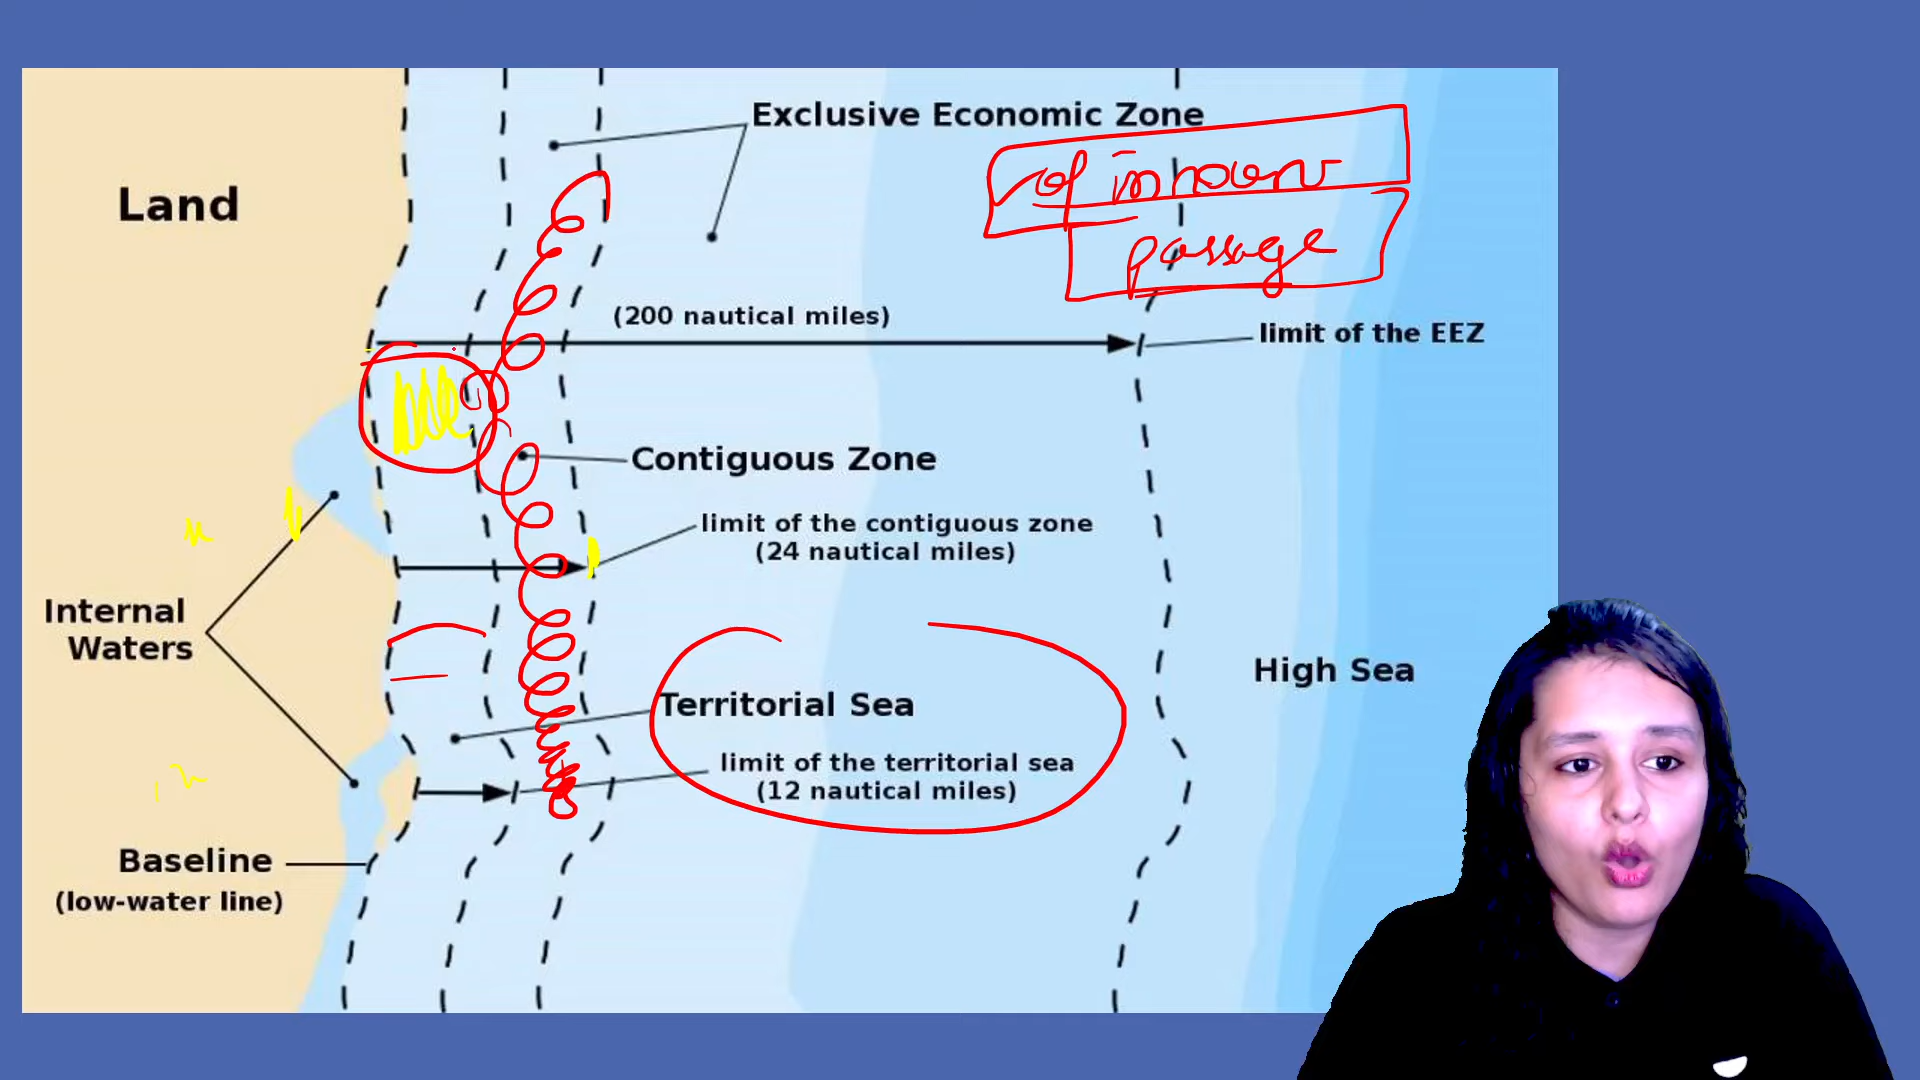 Exclusive Economic Zone
of innocen
passage
Land
(200 nautical miles)
limit of the EEZ
Contiguous Zone
limit of the contiguous zone
(24 nautical miles)
Internal
Waters
High Sea
Territorial Sea
limit of the territorial sea
(12 nautical miles)
Baseline
(low-water line)